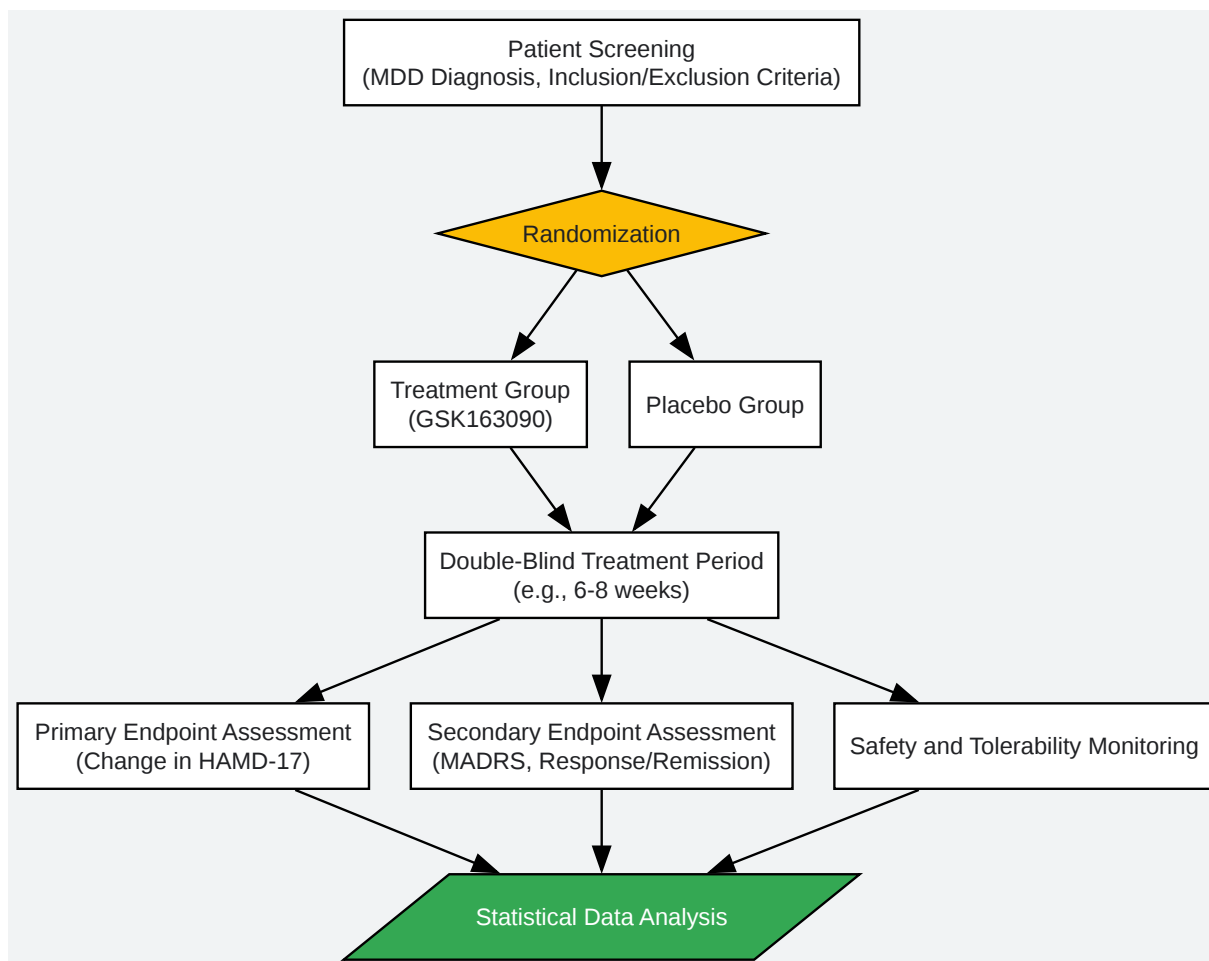 Patient Screening
(MDD Diagnosis, Inclusion/Exclusion Criteria)
Randomization
Treatment Group
(GSK163090)
Placebo Group
Double-Blind Treatment Period
(e.g., 6-8 weeks)
Primary Endpoint Assessment
(Change in HAMD-17)
Secondary Endpoint Assessment
(MADRS, Response/Remission)
Safety and Tolerability Monitoring
Statistical Data Analysis